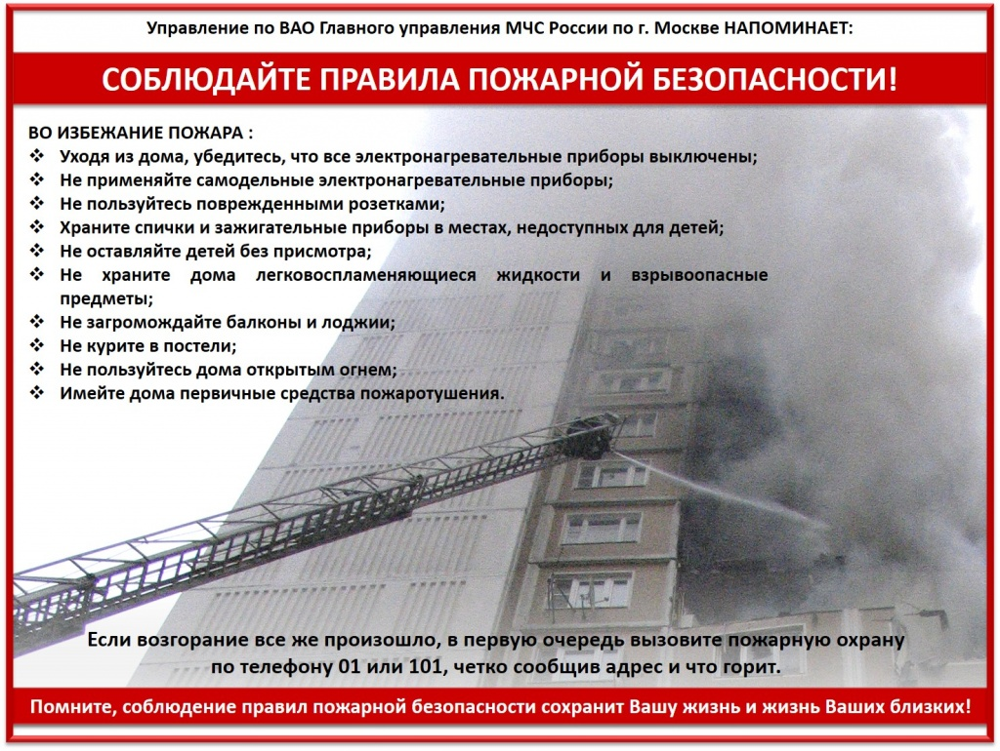 Управление по ВАО Главного управления МЧС России по г. Москве НАПОМИНАЕТ:
СОБЛЮДАЙТЕ ПРАВИЛА ПОЖАРНОЙ БЕЗОПАСНОСТИ!
ВО ИЗБЕЖАНИЕ ПОЖАРА :
❖ Уходя из дома, убедитесь, что все электронагревательные приборы выключены;
❖ Не применяйте самодельные электронагревательные приборы;
❖ Не пользуйтесь поврежденными розетками;
❖ Храните спички и зажигательные приборы в местах, недоступных для детей;
❖ Не оставляйте детей без присмотра;
❖ Не храните дома легковоспламеняющиеся жидкости и взрывоопасные
предметы;
❖ Не загромождайте балконы и лоджии;
❖ Не курите в постели;
❖ Не пользуйтесь дома открытым огнем;
❖ Имейте дома первичные средства пожаротушения.
Если возгорание все же произошло, в первую очередь вызовите пожарную охрану
по телефону 01 или 101, четко сообщив адрес и что горит.
Помните, соблюдение правил пожарной безопасности сохранит Вашу жизнь и жизнь Ваших близких!